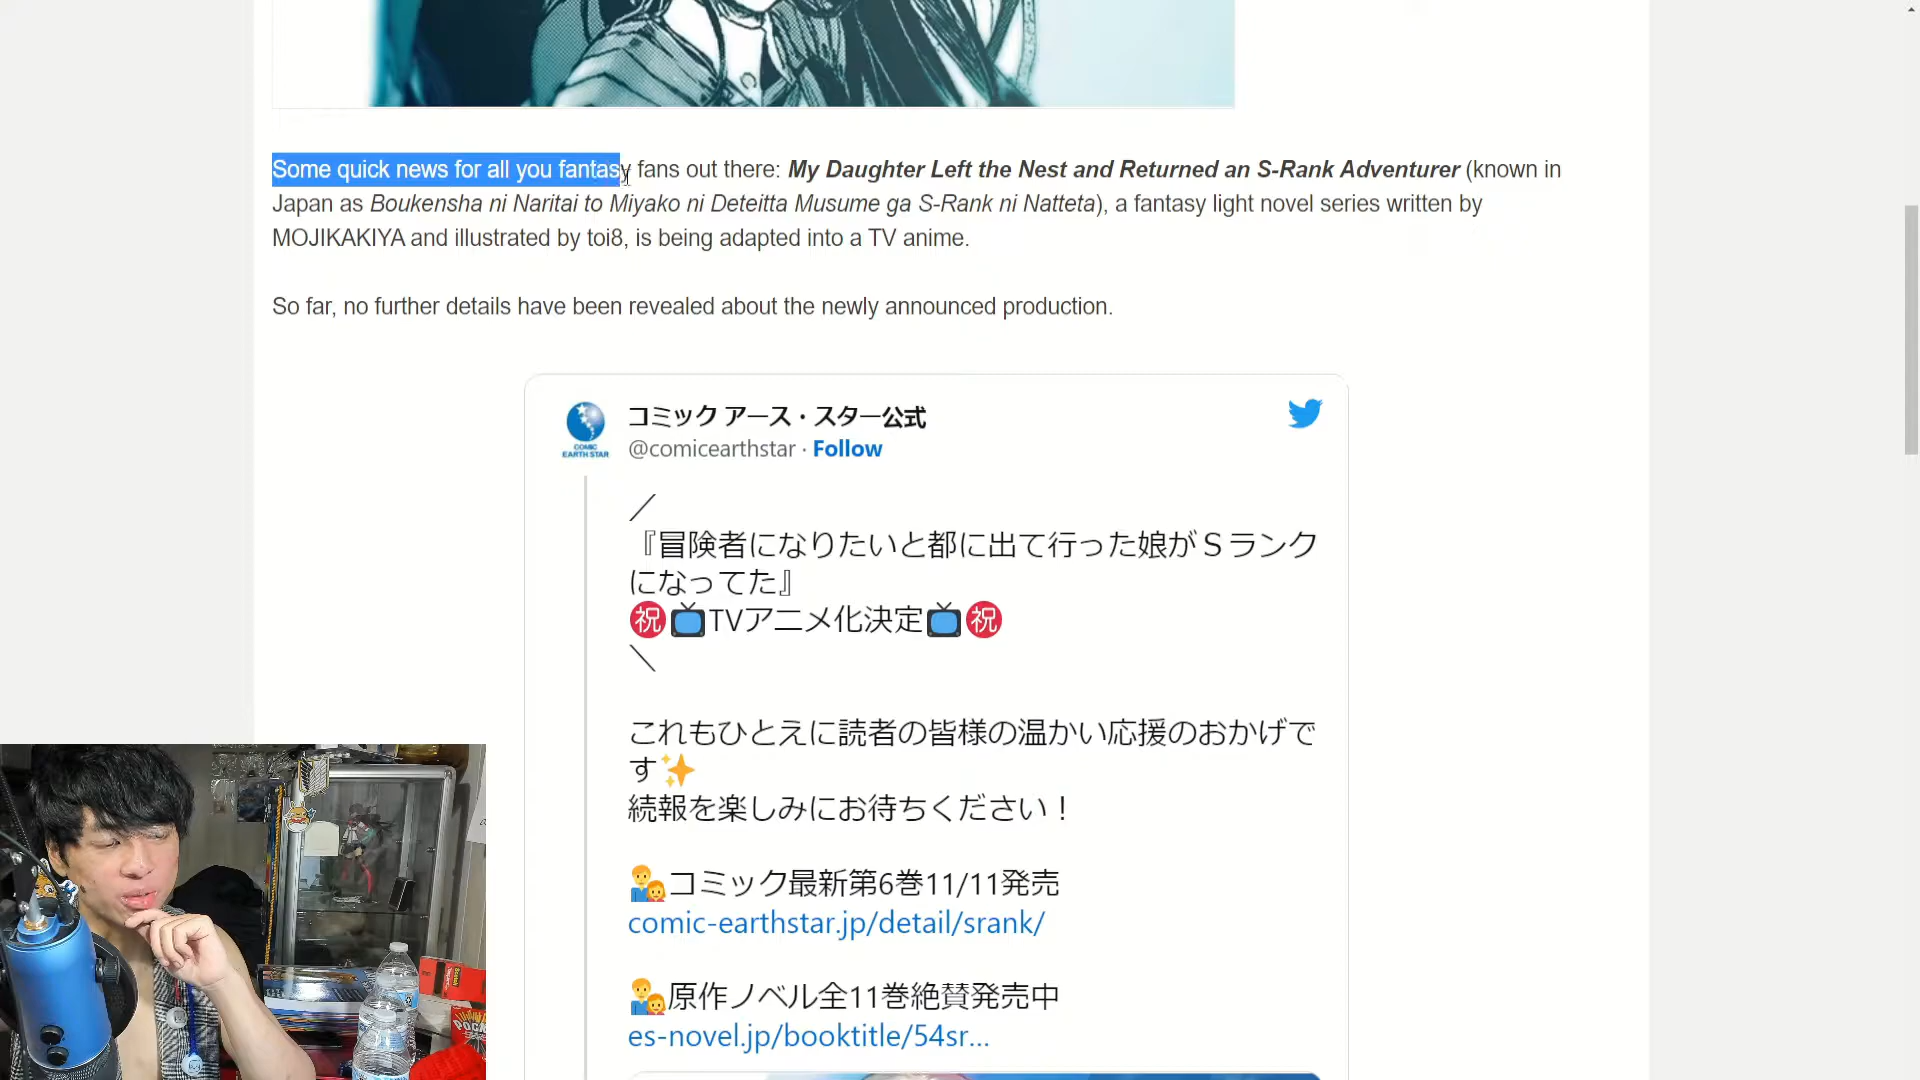 Some quick news for all you fantasy fans out there: My Daughter Left the Nest and Returned an S-Rank Adventurer (known in
Japan as Boukensha ni Naritai to Miyako ni Deteitta Musume ga S-Rank ni Natteta), a fantasy light novel series written by
MOJIKAKIYA and illustrated by toi8, is being adapted into a TV anime.
So far, no further details have been revealed about the newly announced production.
コミック アース・スター公式
@comicearthstar · Follow
COMIC
EARTH STAR
／
『冒険者になりたいと都に出て行った娘がＳランク
になってた』
㊗📺TVアニメ化決定📺㊗
＼
これもひとえに読者の皆様の温かい応援のおかげで
す✨
続報を楽しみにお待ちください！
👨‍👧コミック最新第6巻11/11発売
comic-earthstar.jp/detail/srank/
👨‍👧原作ノベル全11巻絶賛発売中
es-novel.jp/booktitle/54sr…